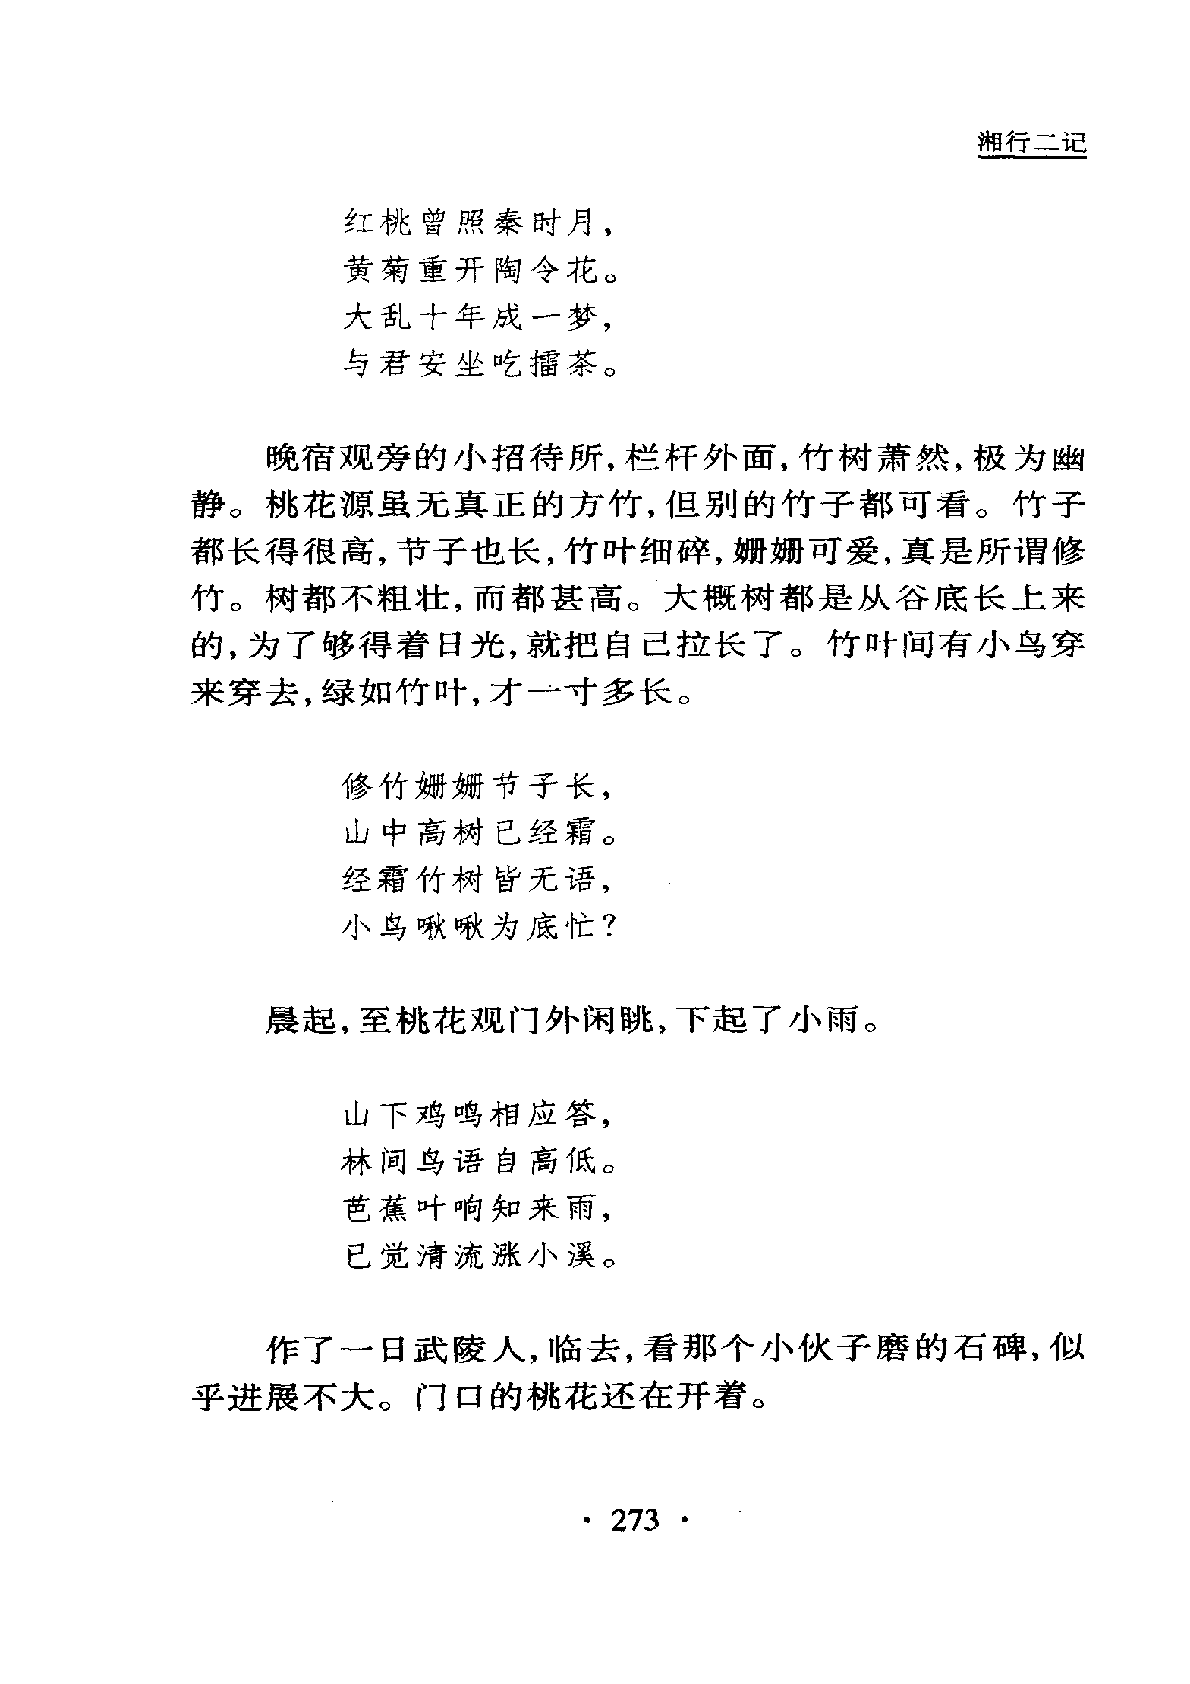 湘行二记
红桃曾照秦时月，
黄菊重开陶令花。
大乱十年成一梦，
与君安坐吃擂茶。
晚宿观旁的小招待所，栏杆外面，竹树萧然，极为幽
静。桃花源虽无真正的方竹，但别的竹子都可看。竹子
都长得很高，节子也长，竹叶细碎，姗姗可爱，真是所谓修
竹。树都不粗壮，而都甚高。大概树都是从谷底长上来
的，为了够得着日光，就把自己拉长了。竹叶间有小鸟穿
来穿去，绿如竹叶，才一寸多长。
修竹姗姗节子长，
山中高树已经霜。
经霜竹树皆无语，
小鸟啾啾为底忙？
晨起，至桃花观门外闲眺，下起了小雨。
山下鸡鸣相应答，
林间鸟语自高低。
芭蕉叶响知来雨，
已觉清流涨小溪。
作了一日武陵人，临去，看那个小伙子磨的石碑，似
乎进展不大。门口的桃花还在开着。
· 273 ·